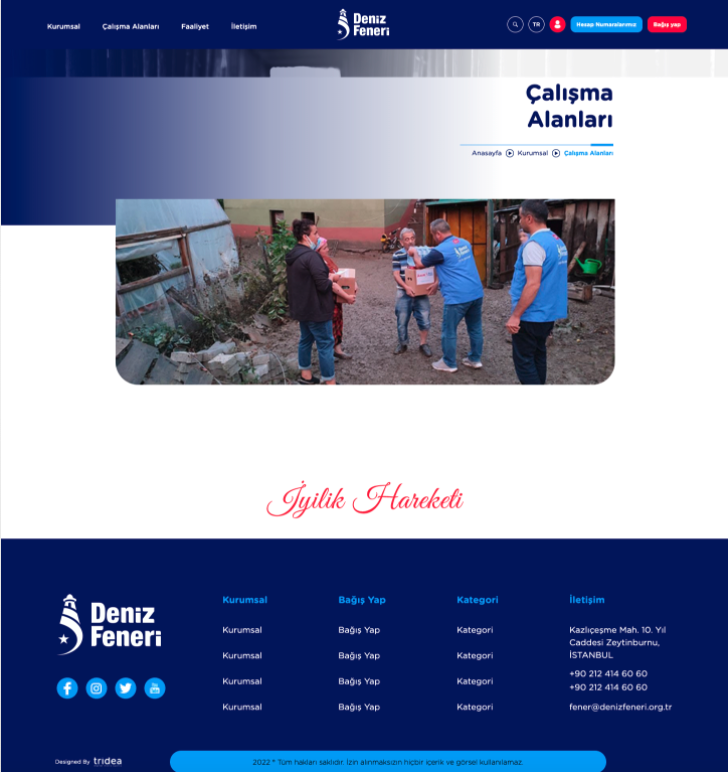 Kurumsal Çalışma Alanları Faaliyet İletişim
Deniz
Feneri
TR
Hesap Numaralarımız
Bağış yap
Çalışma
Alanları
Anasayfa Kurumsal Çalışma Alanları
İyilik Hareketi
Deniz
Feneri
Kurumsal
Kurumsal
Kurumsal
Kurumsal
Kurumsal
Bağış Yap
Bağış Yap
Bağış Yap
Bağış Yap
Bağış Yap
Kategori
Kategori
Kategori
Kategori
Kategori
İletişim
Kazlıçeşme Mah. 10. Yıl
Caddesi Zeytinburnu,
İSTANBUL
+90 212 414 60 60
+90 212 414 60 60
fener@denizfeneri.org.tr
Designed By tridea
2022 ® Tüm hakları saklıdır. İzin alınmaksızın hiçbir içerik ve görsel kullanılamaz.